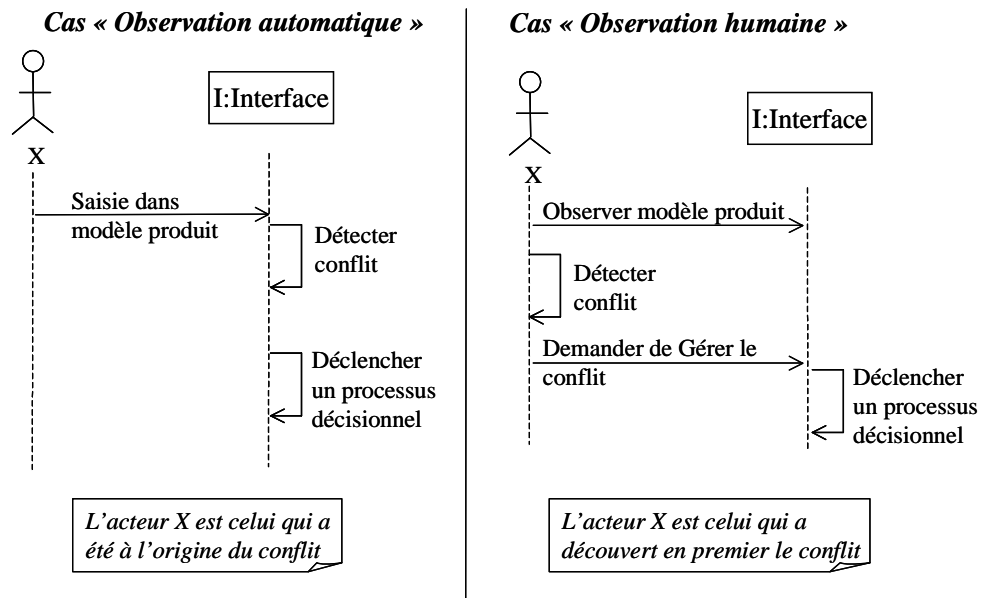 Cas « Observation automatique »
I:Interface
X
Saisie dans
modèle produit
Détecter
conflit
Déclencher
un processus
décisionnel
L'acteur X est celui qui a
été à l'origine du conflit
Cas « Observation humaine »
I:Interface
X
Observer modèle produit
Détecter
conflit
Demander de Gérer le
conflit
Déclencher
un processus
décisionnel
L'acteur X est celui qui a
découvert en premier le conflit